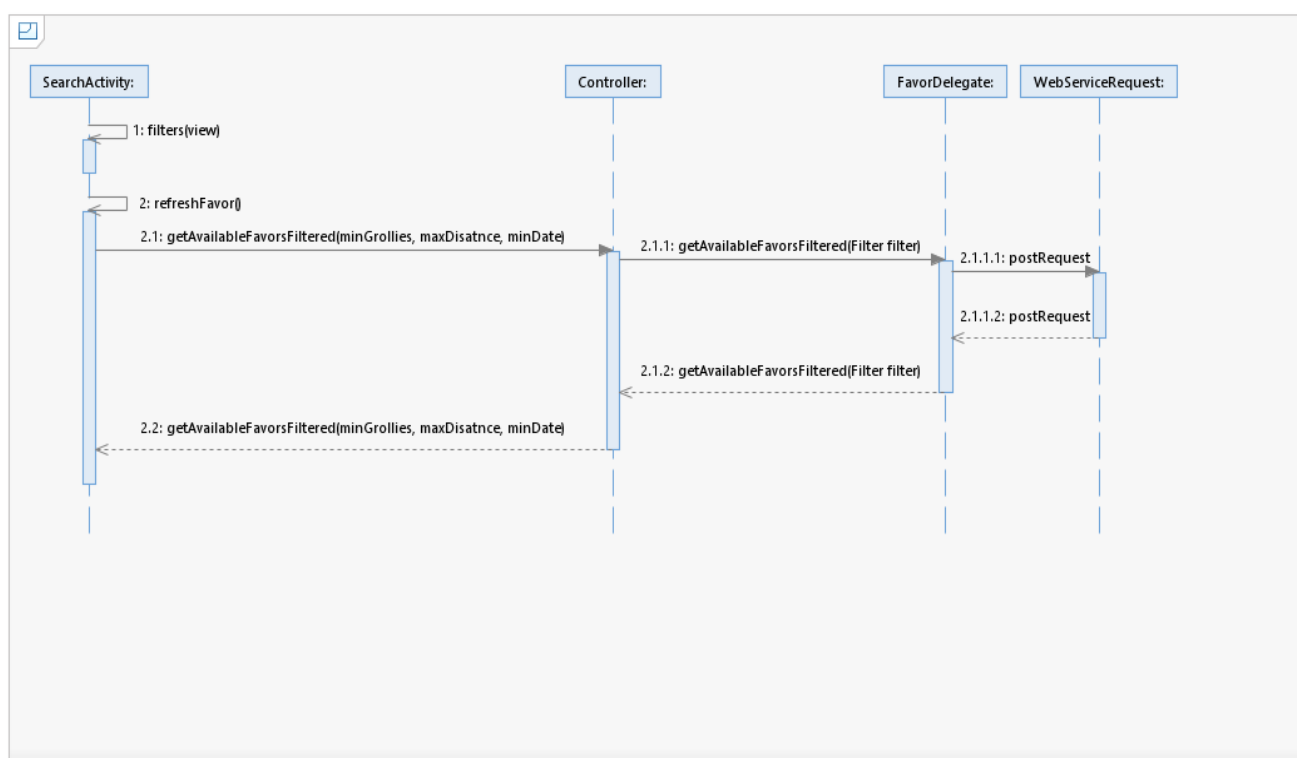 SearchActivity:
Controller:
FavorDelegate:
WebServiceRequest:
1: filters(view)
2: refreshFavor()
2.1: getAvailableFavorsFiltered(minGrollies, maxDisatnce, minDate)
2.1.1: getAvailableFavorsFiltered(Filter filter)
2.1.1.1: postRequest
2.1.1.2: postRequest
2.1.2: getAvailableFavorsFiltered(Filter filter)
2.2: getAvailableFavorsFiltered(minGrollies, maxDisatnce, minDate)